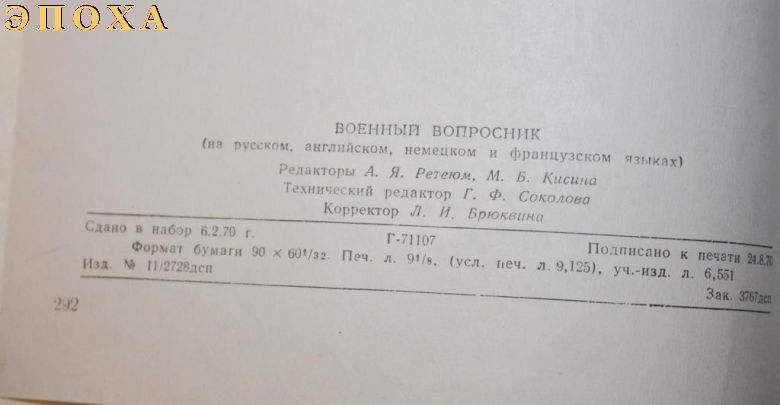 ЭПОХА
ВОЕННЫЙ ВОПРОСНИК
(на русском, английском, немецком и французском языках)
Редакторы А. Я. Ретеюм, М. Б. Кисина
Технический редактор Г. Ф. Соколова
Корректор Л. И. Брюквина
Сдано в набор 6.2.70 г. Г-71107 Подписано к печати 24.8.70
Формат бумаги 90 × 60¹/₃₂. Печ. л. 9¹/₈. (усл. печ. л. 9,125), уч.-изд. л. 6,551
Изд. № 11/2728дсп Зак. 3767дсп
292